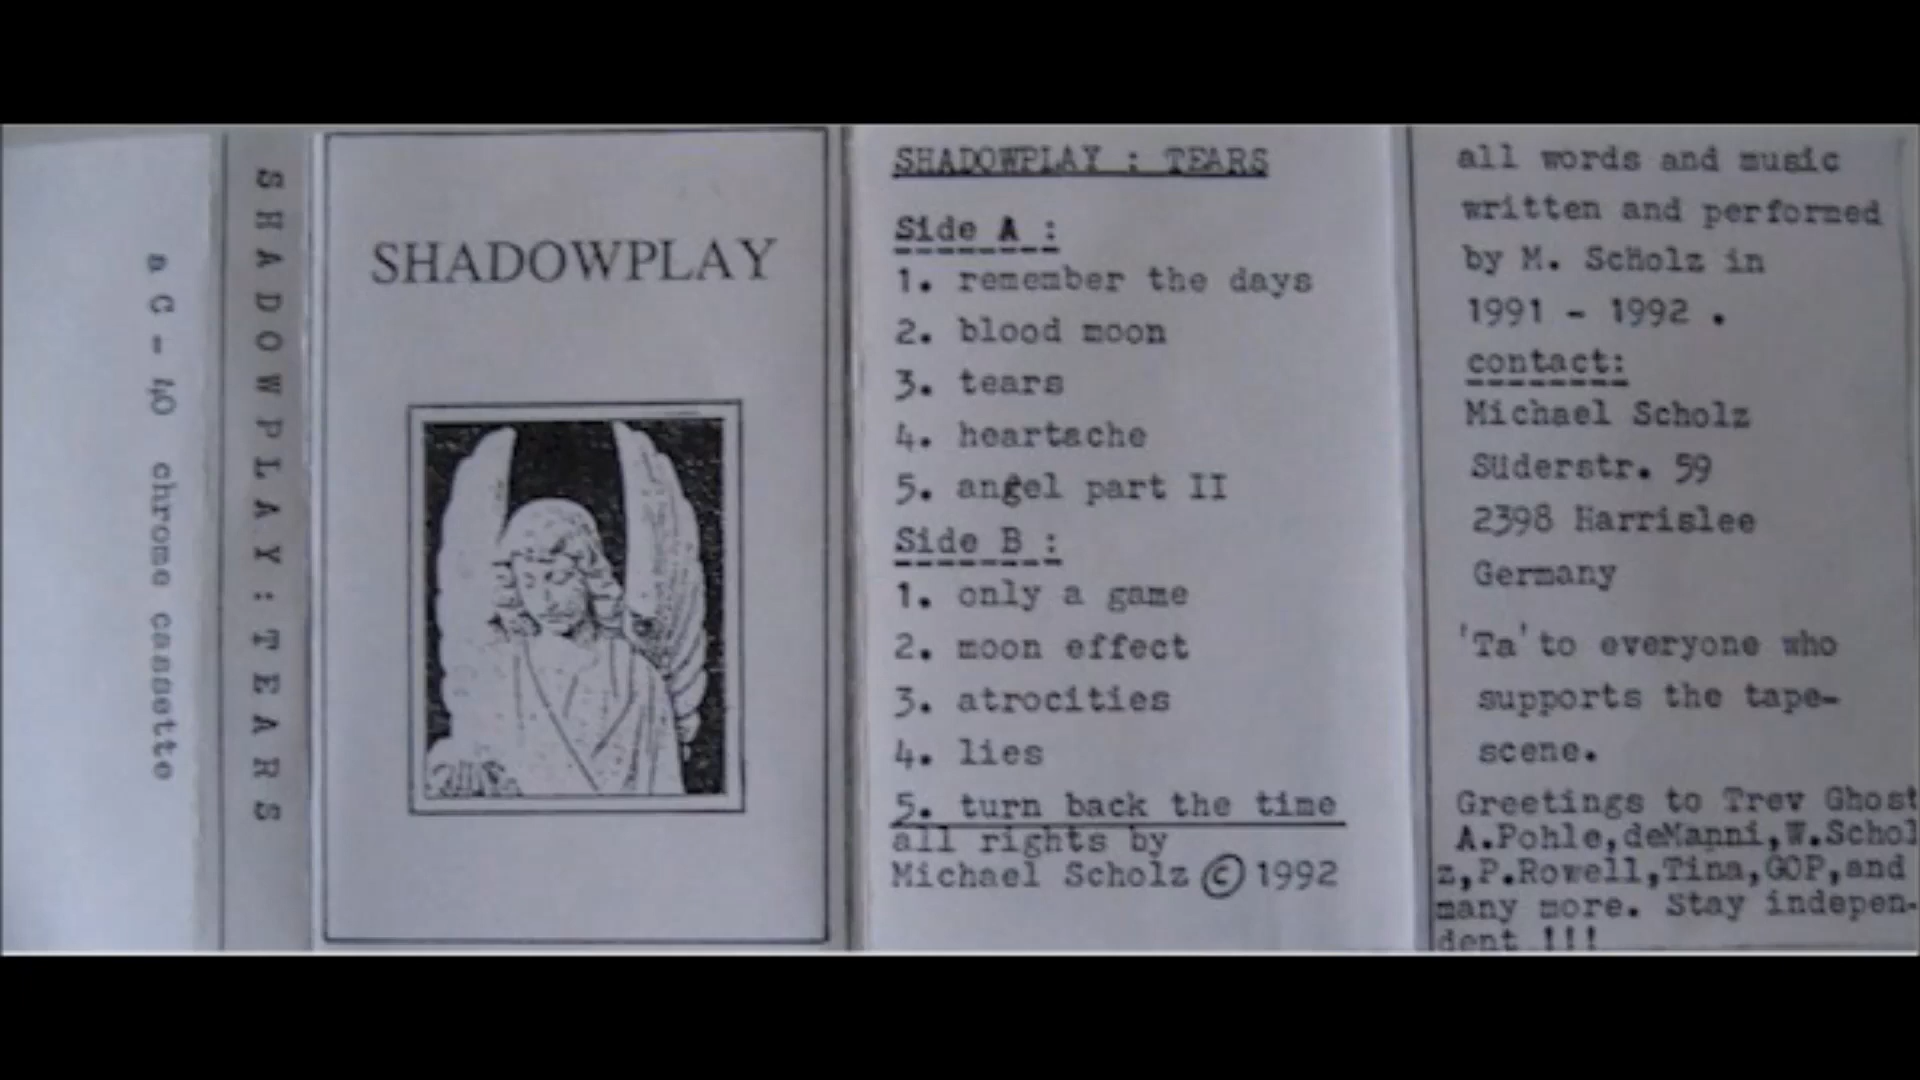 a C - 40 chrome cassette
SHADOWPLAY: TEARS
SHADOWPLAY
SHADOWPLAY : TEARS
Side A :
1. remember the days
2. blood moon
3. tears
4. heartache
5. angel part II
Side B :
1. only a game
2. moon effect
3. atrocities
4. lies
5. turn back the time
all rights by
Michael Scholz © 1992
all words and music
written and performed
by M. Scholz in
1991 - 1992 .
contact:
Michael Scholz
Süderstr. 59
2398 Harrislee
Germany
'Ta' to everyone who
supports the tape-
scene.
Greetings to Trev Ghost
A.Pohle,deManni,W.Schol
z,P.Rowell,Tina,GOP,and
many more. Stay indepen-
dent !!!